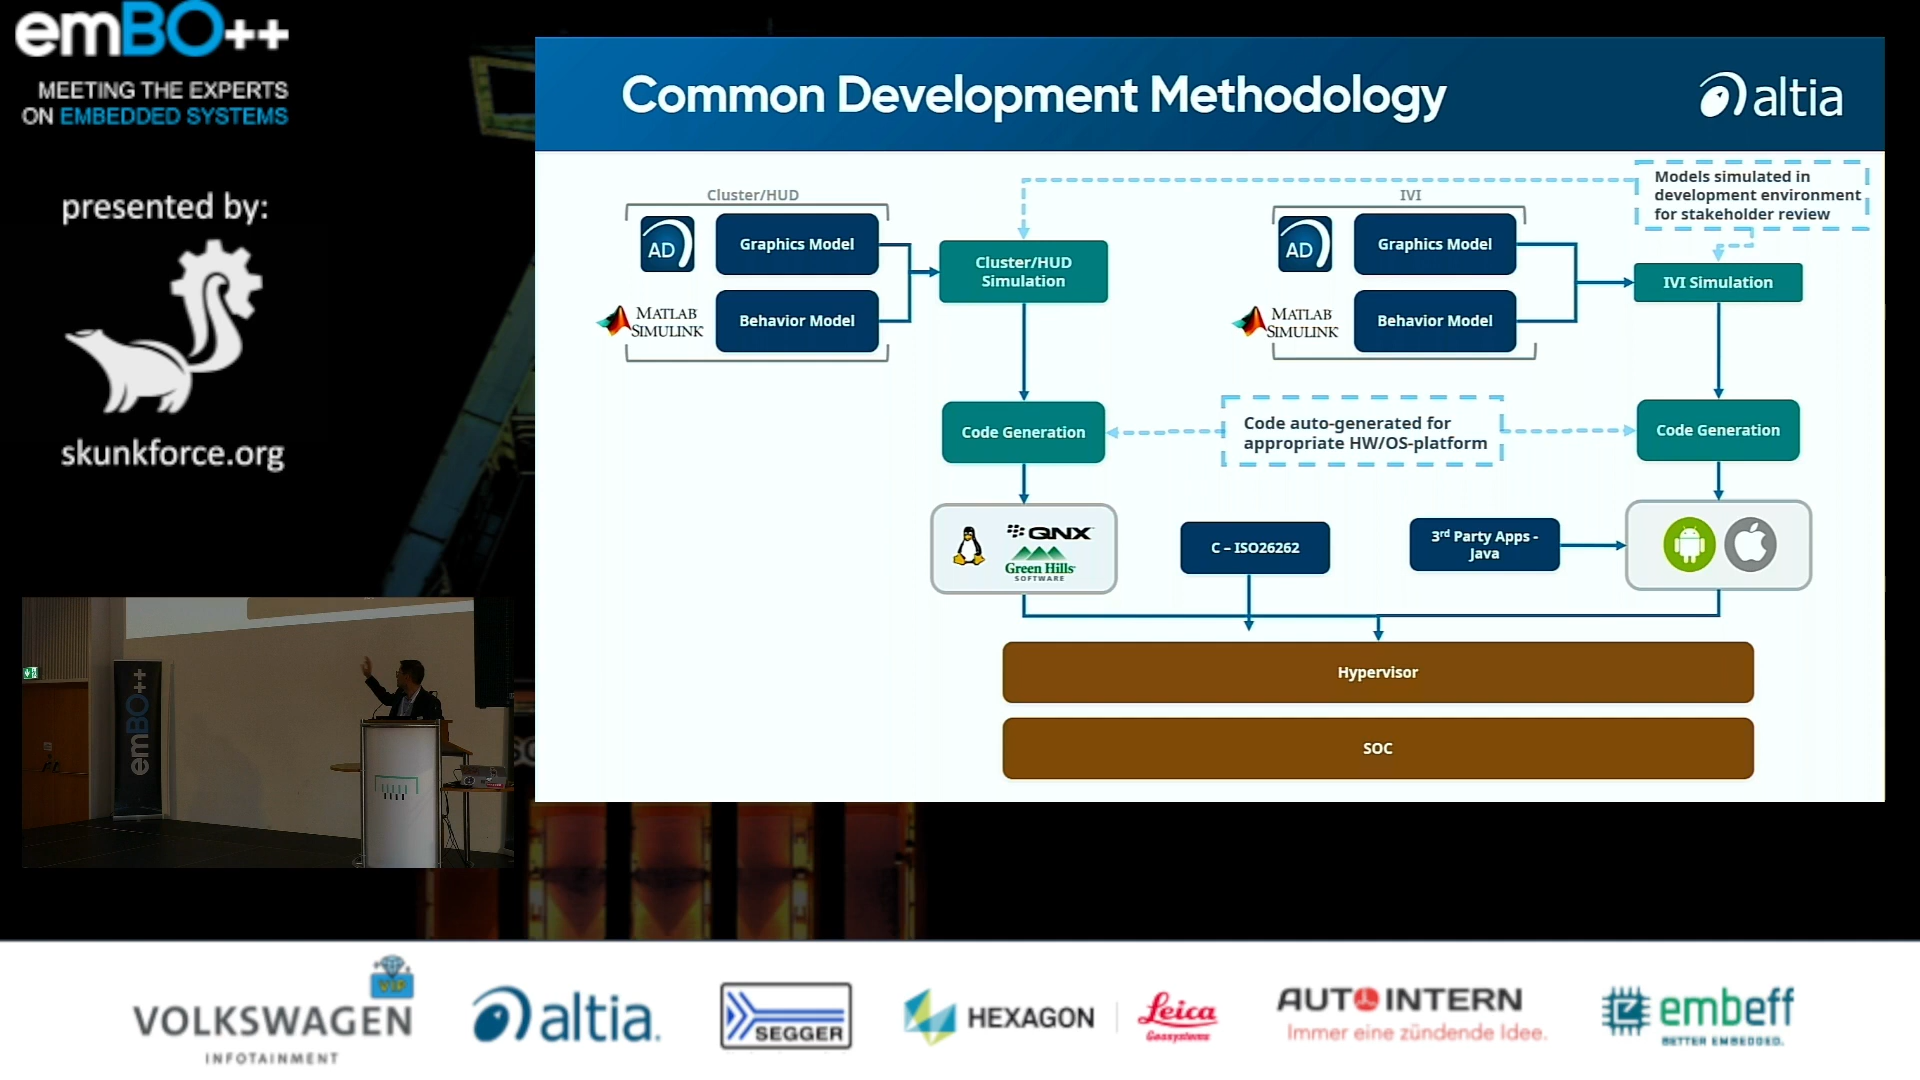 emBO++
MEETING THE EXPERTS
ON EMBEDDED SYSTEMS
presented by:
skunkforce.org
emBO++
Common Development Methodology
altia
Cluster/HUD
AD
Graphics Model
MATLAB
SIMULINK
Behavior Model
Cluster/HUD
Simulation
IVI
AD
Graphics Model
MATLAB
SIMULINK
Behavior Model
IVI Simulation
Models simulated in
development environment
for stakeholder review
Code Generation
Code auto-generated for
appropriate HW/OS-platform
Code Generation
QNX
Green Hills
SOFTWARE
C – ISO26262
3rd Party Apps -
Java
Hypervisor
SOC
VIP
VOLKSWAGEN
INFOTAINMENT
altia.
SEGGER
HEXAGON
Leica
Geosystems
AUTOINTERN
Immer eine zündende Idee.
embeff
BETTER EMBEDDED.